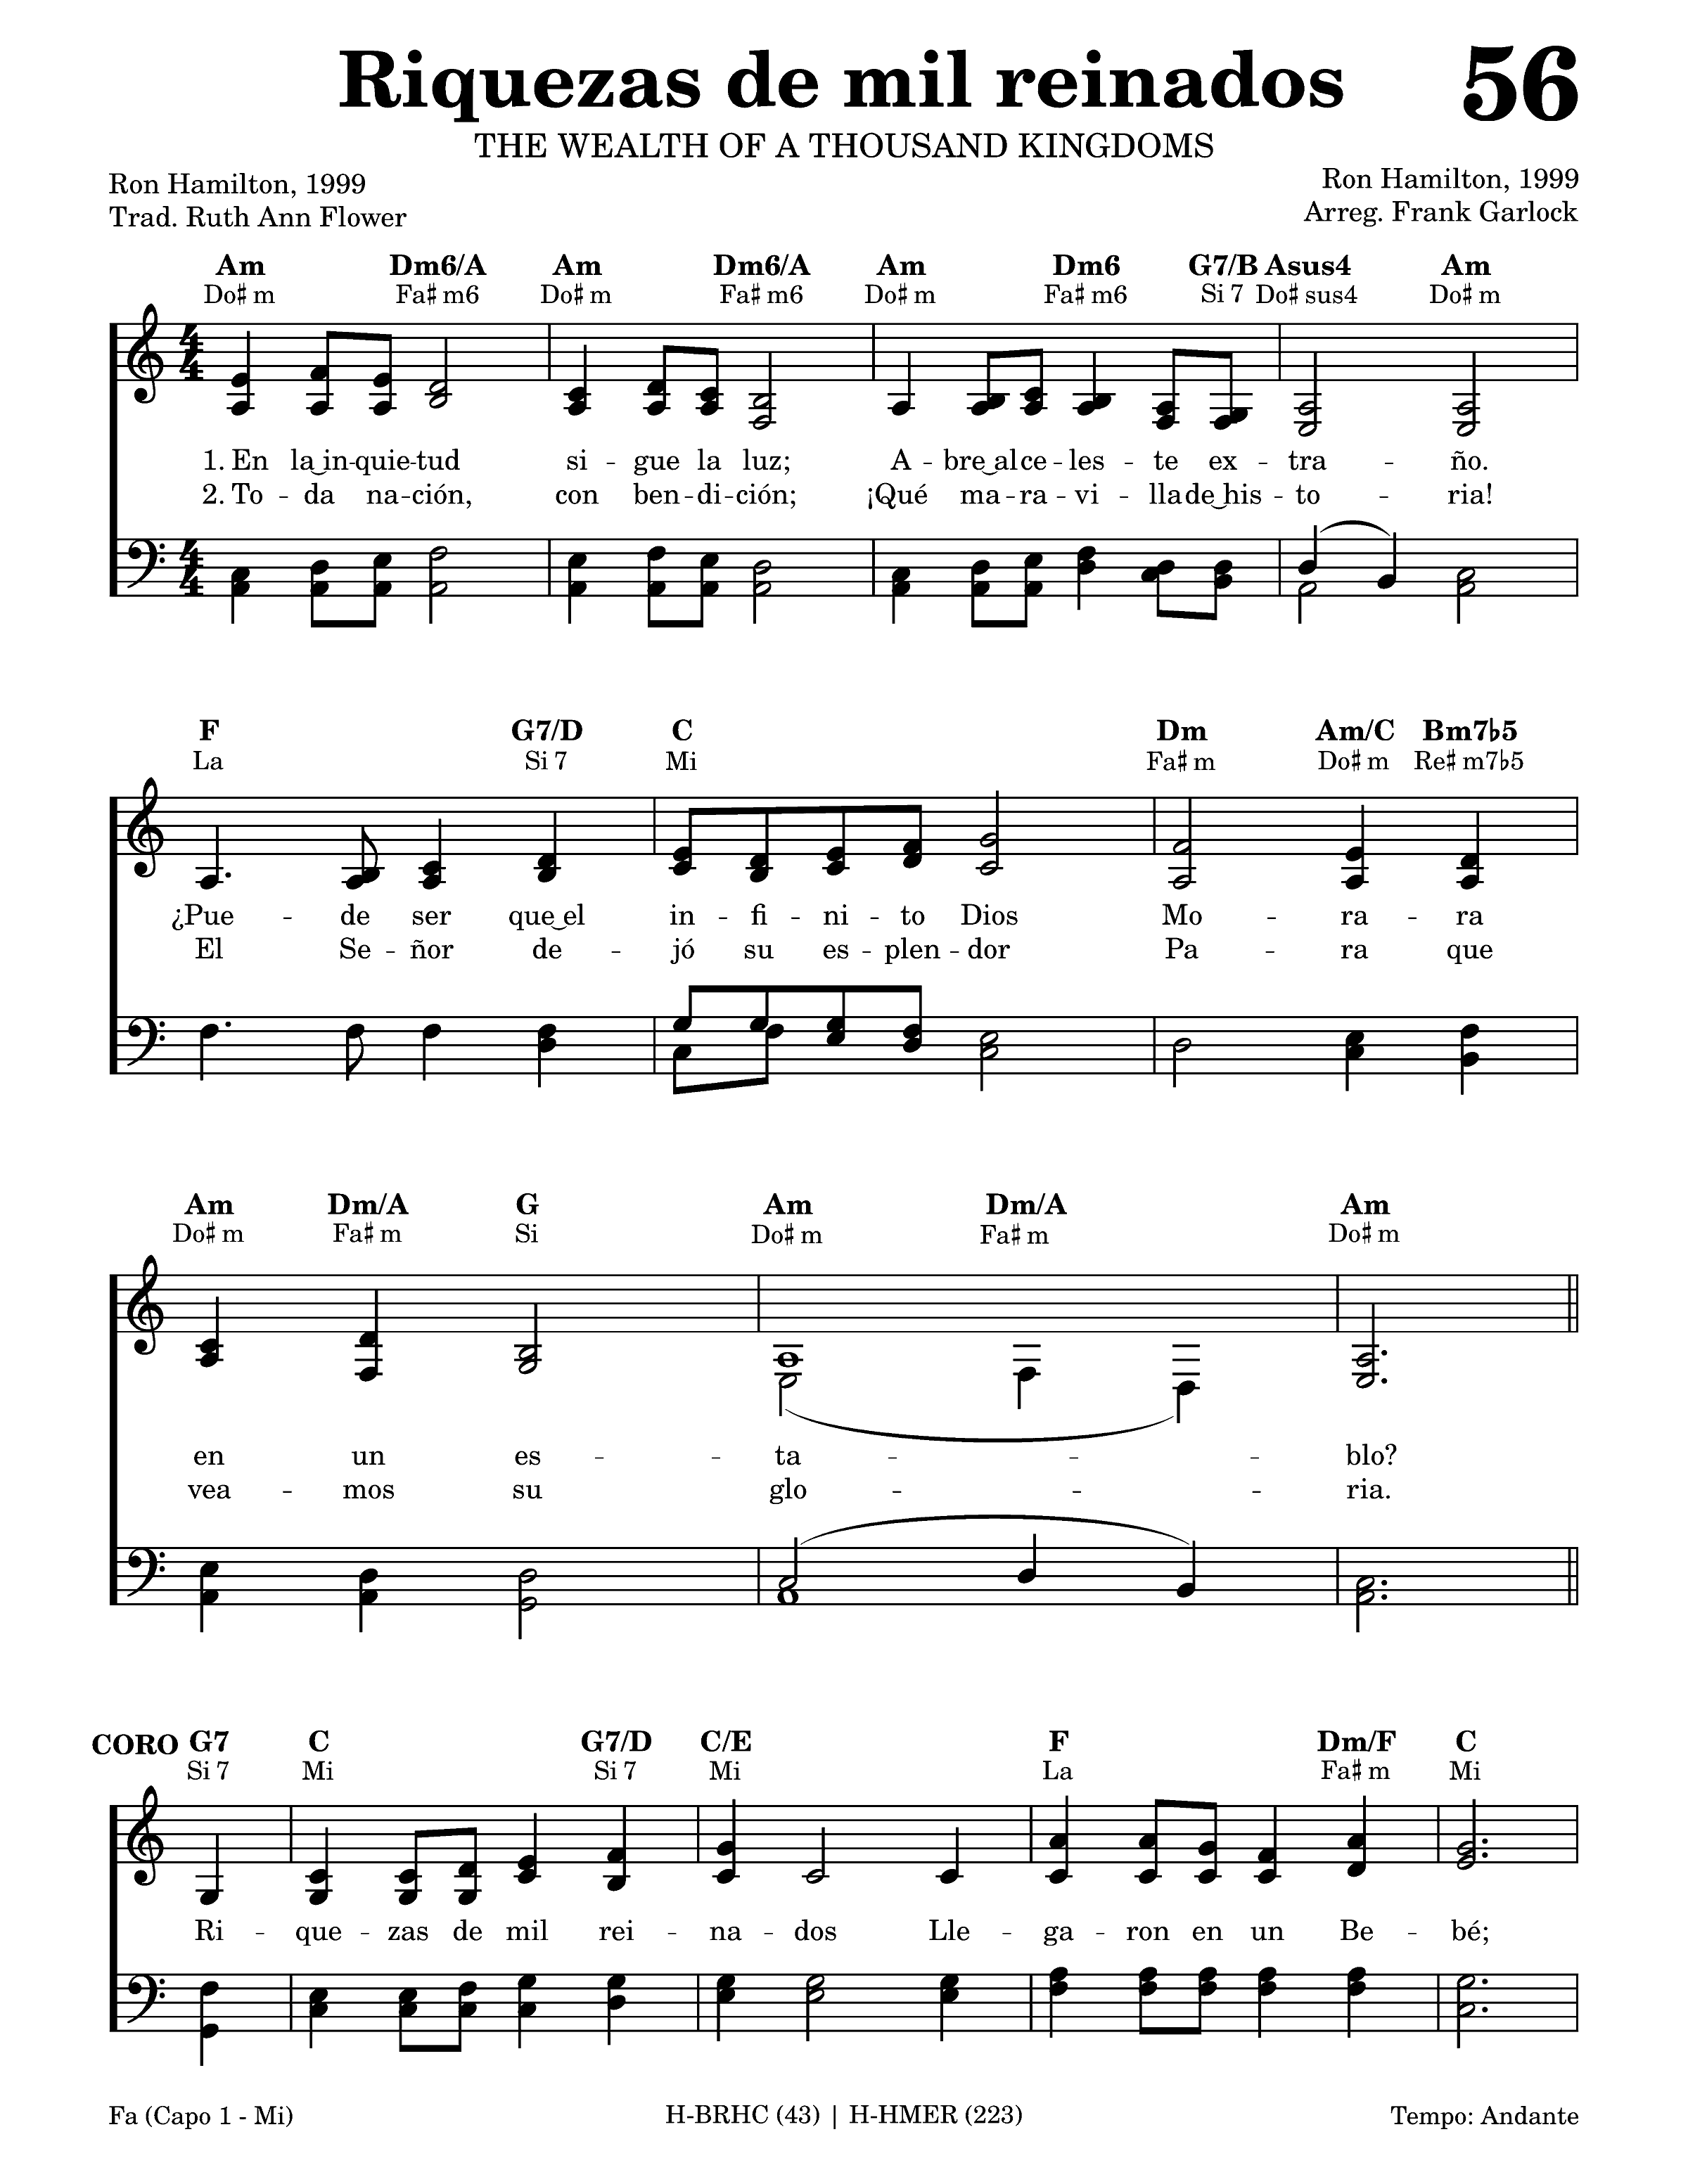 Riquezas de mil reinados 56
THE WEALTH OF A THOUSAND KINGDOMS
Ron Hamilton, 1999 Ron Hamilton, 1999
Trad. Ruth Ann Flower Arreg. Frank Garlock
Am Dm6/A Am Dm6/A Am Dm6 G7/B Asus4 Am
Do♯m Fa♯m6 Do♯m Fa♯m6 Do♯m Fa♯m6 Si 7 Do♯sus4 Do♯m
1. En la‿in - quie - tud si - gue la luz; A - bre‿al - ce - les - te ex - tra - ño.
2. To - da na - ción, con ben - di - ción; ¡Qué ma - ra - vi - lla de‿his - to - ria!
F G7/D C Dm Am/C Bm7♭5
La Si 7 Mi Fa♯m Do♯m Re♯m7♭5
¿Pue - de ser que‿el in - fi - ni - to Dios Mo - ra - ra
El Se - ñor de - jó su es - plen - dor Pa - ra que
Am Dm/A G Am Dm/A Am
Do♯m Fa♯m Si Do♯m Fa♯m Do♯m
en un es - ta - blo?
vea - mos su glo - ria.
CORO G7 C G7/D C/E F Dm/F C
Si 7 Mi Si 7 Mi La Fa♯m Mi
Ri - que - zas de mil rei - na - dos Lle - ga - ron en un Be - bé;
Fa (Capo 1 - Mi) H-BRHC (43) | H-HMER (223) Tempo: Andante